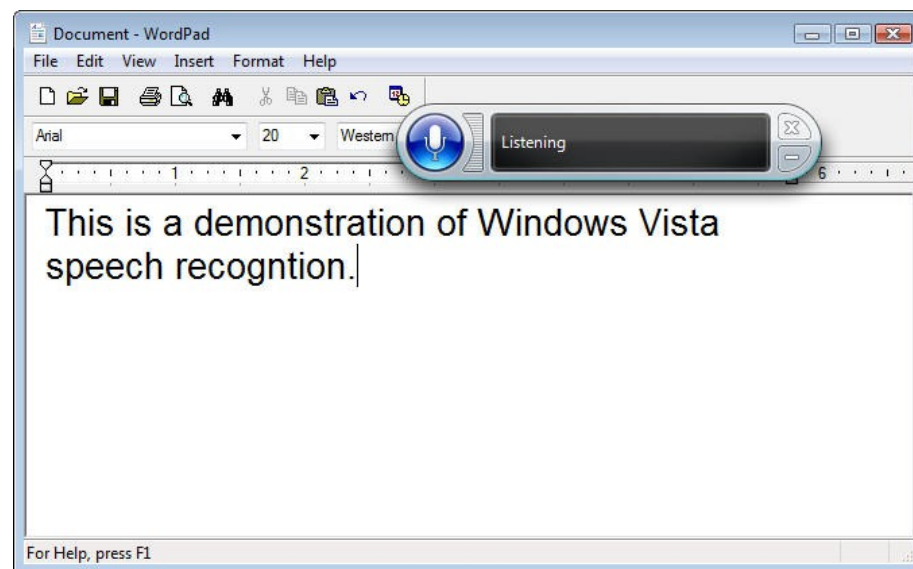 Document - WordPad
File Edit View Insert Format Help
Arial 20 Western
Listening
1 2 6
This is a demonstration of Windows Vista
speech recogntion.
For Help, press F1